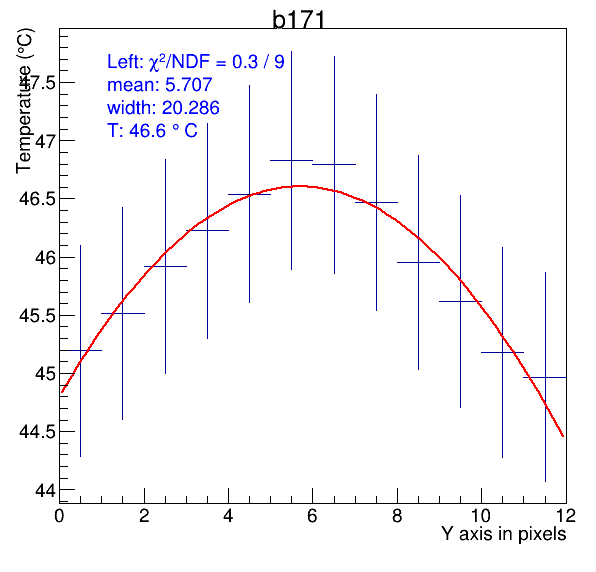 b171
Temperature (°C)
Left: χ²/NDF = 0.3 / 9
mean: 5.707
width: 20.286
T: 46.6 ° C
47.5
47
46.5
46
45.5
45
44.5
44
0 2 4 6 8 10 12
Y axis in pixels